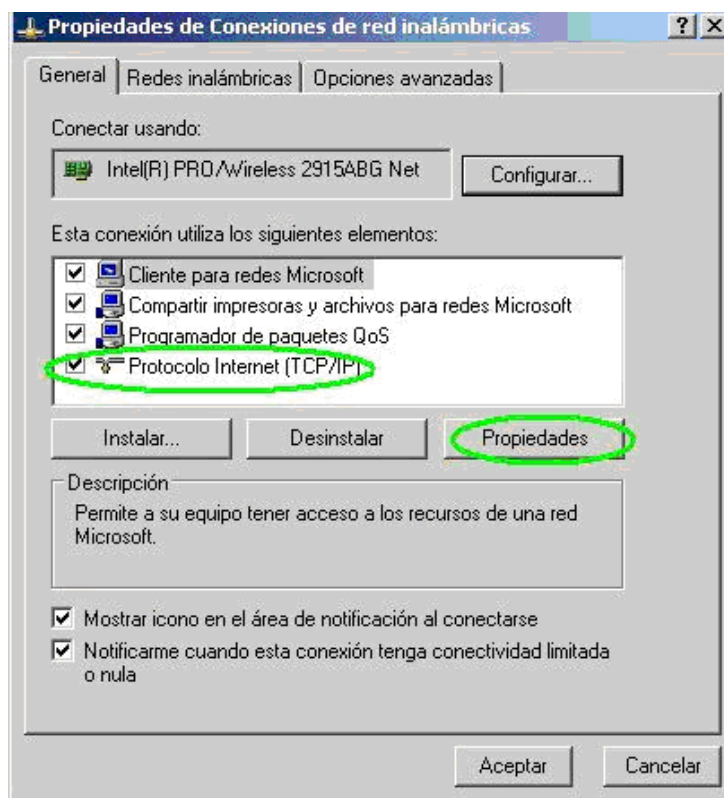 Propiedades de Conexiones de red inalámbricas
General
Redes inalámbricas
Opciones avanzadas
Conectar usando:
Intel(R) PRO/Wireless 2915ABG Net
Configurar...
Esta conexión utiliza los siguientes elementos:
Cliente para redes Microsoft
Compartir impresoras y archivos para redes Microsoft
Programador de paquetes QoS
Protocolo Internet (TCP/IP)
Instalar...
Desinstalar
Propiedades
Descripción
Permite a su equipo tener acceso a los recursos de una red
Microsoft.
Mostrar icono en el área de notificación al conectarse
Notificarme cuando esta conexión tenga conectividad limitada
o nula
Aceptar
Cancelar